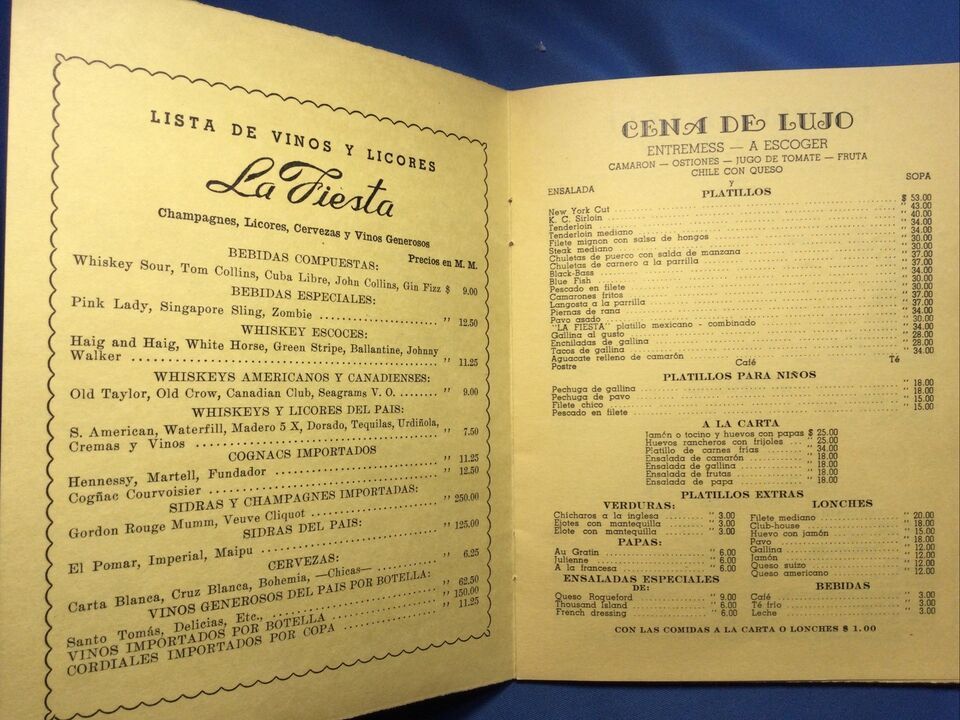 LISTA DE VINOS Y LICORES
La Fiesta
Champagnes, Licores, Cervezas y Vinos Generosos
Precios en M. M.
BEBIDAS COMPUESTAS:
Whiskey Sour, Tom Collins, Cuba Libre, John Collins, Gin Fizz $ 9.00
BEBIDAS ESPECIALES:
Pink Lady, Singapore Sling, Zombie .................... " 12.50
WHISKEY ESCOCES:
Haig and Haig, White Horse, Green Stripe, Ballantine, Johnny
Walker .................... " 11.25
WHISKEYS AMERICANOS Y CANADIENSES:
Old Taylor, Old Crow, Canadian Club, Seagrams V. O. ........ " 9.00
WHISKEYS Y LICORES DEL PAIS:
S. American, Waterfill, Madero 5 X, Dorado, Tequilas, Urdiñola,
Cremas y Vinos .................... " 7.50
COGNACS IMPORTADOS
Hennessy, Martell, Fundador .................... " 11.25
Cogñac Courvoisier .................... " 12.50
SIDRAS Y CHAMPAGNES IMPORTADAS:
Gordon Rouge Mumm, Veuve Cliquot .................... " 250.00
SIDRAS DEL PAIS:
El Pomar, Imperial, Maipu .................... " 125.00
CERVEZAS:
Carta Blanca, Cruz Blanca, Bohemia, —Chicas— .................... " 6.25
VINOS GENEROSOS DEL PAIS POR BOTELLA:
Santo Tomás, Delicias, Etc., .................... " 62.50
VINOS IMPORTADOS POR BOTELLA .................... " 150.00
CORDIALES IMPORTADOS POR COPA .................... " 11.25
CENA DE LUJO
ENTREMESS — A ESCOGER
CAMARON — OSTIONES — JUGO DE TOMATE — FRUTA
CHILE CON QUESO
ENSALADA y SOPA
PLATILLOS
New York Cut .................... $ 53.00
K. C. Sirloin .................... " 43.00
Tenderloin .................... " 40.00
Tenderloin mediano .................... " 34.00
Filete mignon con salsa de hongos .................... " 34.00
Steak mediano .................... " 30.00
Chuletas de puerco con salda de manzana .................... " 30.00
Chuletas de carnero a la parrilla .................... " 37.00
Black-Bass .................... " 37.00
Blue Fish .................... " 34.00
Pescado en filete .................... " 30.00
Camarones fritos .................... " 30.00
Langosta a la parrilla .................... " 37.00
Piernas de rana .................... " 37.00
Pavo asado .................... " 34.00
"LA FIESTA" platillo mexicano - combinado .................... " 30.00
Gallina al gusto .................... " 34.00
Enchiladas de gallina .................... " 28.00
Tacos de gallina .................... " 28.00
Aguacate relleno de camarón .................... " 34.00
Postre Café Té
PLATILLOS PARA NIÑOS
Pechuga de gallina .................... " 18.00
Pechuga de pavo .................... " 18.00
Filete chico .................... " 15.00
Pescado en filete .................... " 15.00
A LA CARTA
Jamón o tocino y huevos con papas $ 25.00
Huevos rancheros con frijoles ...... " 25.00
Platillo de carnes frías .................... " 34.00
Ensalada de camarón .................... " 18.00
Ensalada de gallina .................... " 18.00
Ensalada de frutas .................... " 18.00
Ensalada de papa .................... " 18.00
PLATILLOS EXTRAS
VERDURAS:
Chícharos a la inglesa ........ " 3.00
Ejotes con mantequilla ...... " 3.00
Elote con mantequilla ........ " 3.00
PAPAS:
Au Gratin .................... " 6.00
Julienne .................... " 6.00
A la francesa .................... " 6.00
ENSALADAS ESPECIALES
DE:
Queso Roqueford .................... " 9.00
Thousand Island .................... " 6.00
French dressing .................... " 6.00
LONCHES
Filete mediano .................... " 20.00
Club-house .................... " 18.00
Huevo con jamón .................... " 15.00
Pavo .................... " 18.00
Gallina .................... " 12.00
Jamón .................... " 12.00
Queso suizo .................... " 12.00
Queso americano .................... " 12.00
BEBIDAS
Café .................... " 3.00
Té frío .................... " 3.00
Leche .................... " 3.00
CON LAS COMIDAS A LA CARTA O LONCHES $ 1.00